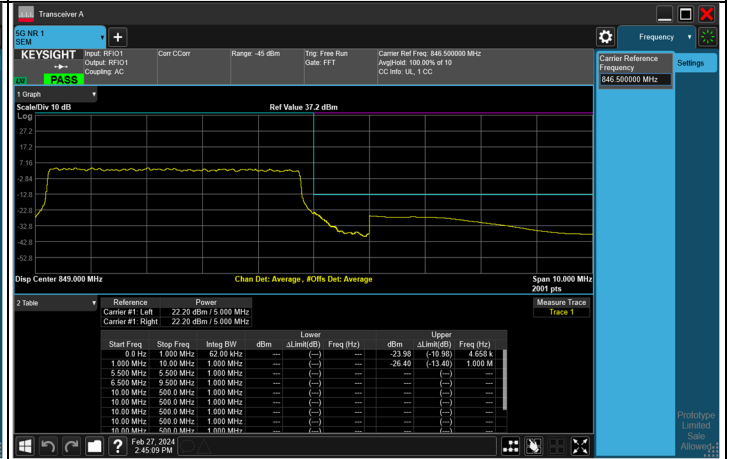 Transceiver A
5G NR 1
SEM
Frequency
KEYSIGHT
Input: RFIO1
Output: RFIO1
Coupling: AC
Corr CCorr
Range: -45 dBm
Trig: Free Run
Gate: FFT
Carrier Ref Freq: 846.500000 MHz
Avg|Hold: 100.00% of 10
CC Info: UL, 1 CC
LXI PASS
Carrier Reference
Frequency
846.500000 MHz
Settings
1 Graph
Scale/Div 10 dB
Ref Value 37.2 dBm
Log
27.2
17.2
7.16
-2.84
-12.8
-22.8
-32.8
-42.8
-52.8
Disp Center 849.000 MHz
Chan Det: Average , #Offs Det: Average
Span 10.000 MHz
2001 pts
2 Table
Reference Power
Carrier #1: Left 22.20 dBm / 5.000 MHz
Carrier #1: Right 22.20 dBm / 5.000 MHz
Measure Trace
Trace 1
Lower Upper
Start Freq Stop Freq Integ BW dBm ΔLimit(dB) Freq (Hz) dBm ΔLimit(dB) Freq (Hz)
0.0 Hz 1.000 MHz 62.00 kHz --- (---) --- -23.98 (-10.98) 4.658 k
1.000 MHz 10.00 MHz 1.000 MHz --- (---) --- -26.40 (-13.40) 1.000 M
5.500 MHz 5.500 MHz 1.000 MHz --- (---) --- --- (---) ---
6.500 MHz 9.500 MHz 1.000 MHz --- (---) --- --- (---) ---
10.00 MHz 500.0 MHz 1.000 MHz --- (---) --- --- (---) ---
10.00 MHz 500.0 MHz 1.000 MHz --- (---) --- --- (---) ---
10.00 MHz 500.0 MHz 1.000 MHz --- (---) --- --- (---) ---
10.00 MHz 500.0 MHz 1.000 MHz --- (---) --- --- (---) ---
10.00 MHz 500.0 MHz 1.000 MHz --- (---) --- --- (---) ---
Feb 27, 2024
2:45:09 PM
Prototype
Limited
Sale
Allowed